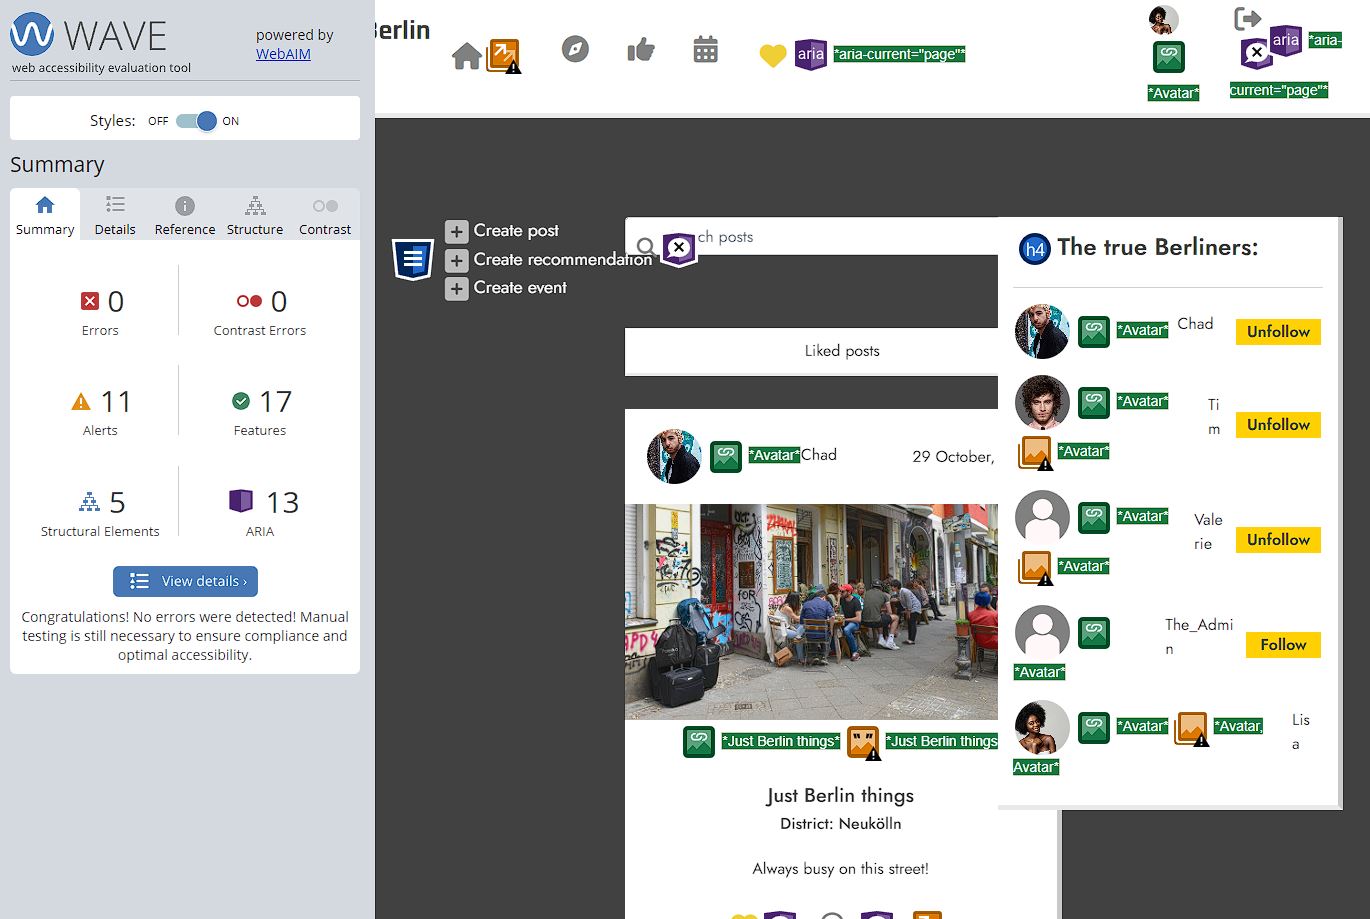 WAVE
powered by
WebAIM
web accessibility evaluation tool
Styles: OFF ON
Summary
Summary Details Reference Structure Contrast
0
Errors
0
Contrast Errors
11
Alerts
17
Features
5
Structural Elements
13
ARIA
View details ›
Congratulations! No errors were detected! Manual
testing is still necessary to ensure compliance and
optimal accessibility.
Berlin
aria *aria-current="page"*
*Avatar*
aria *aria-
current="page"*
Create post
Create recommendation
Create event
ch posts
Liked posts
*Avatar* Chad 29 October,
*Just Berlin things* *Just Berlin things
Just Berlin things
District: Neukölln
Always busy on this street!
h4 The true Berliners:
*Avatar* Chad Unfollow
*Avatar* Ti
m Unfollow
*Avatar*
*Avatar* Vale
rie Unfollow
*Avatar*
The_Admi
n Follow
*Avatar*
*Avatar* *Avatar, Lis
a
Avatar*